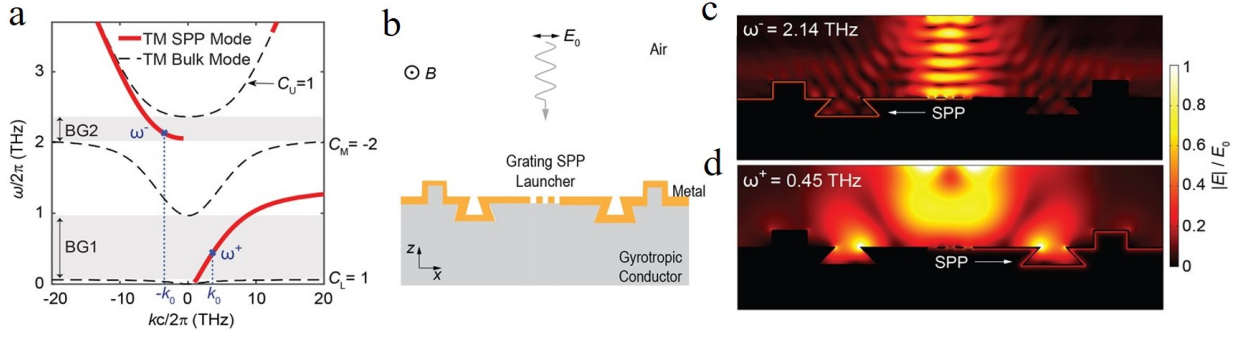 a
ω/2π (THz)
3
2
1
0
TM SPP Mode
TM Bulk Mode
C_U=1
BG2
ω⁻
C_M= -2
BG1
ω⁺
C_L= 1
-20
-10
0
10
20
-k₀
k₀
kc/2π (THz)
b
E₀
Air
B
Grating SPP
Launcher
Metal
z
x
Gyrotropic
Conductor
c
ω⁻ = 2.14 THz
SPP
d
ω⁺ = 0.45 THz
SPP
1
0.8
0.6
0.4
0.2
0
|E| / E₀